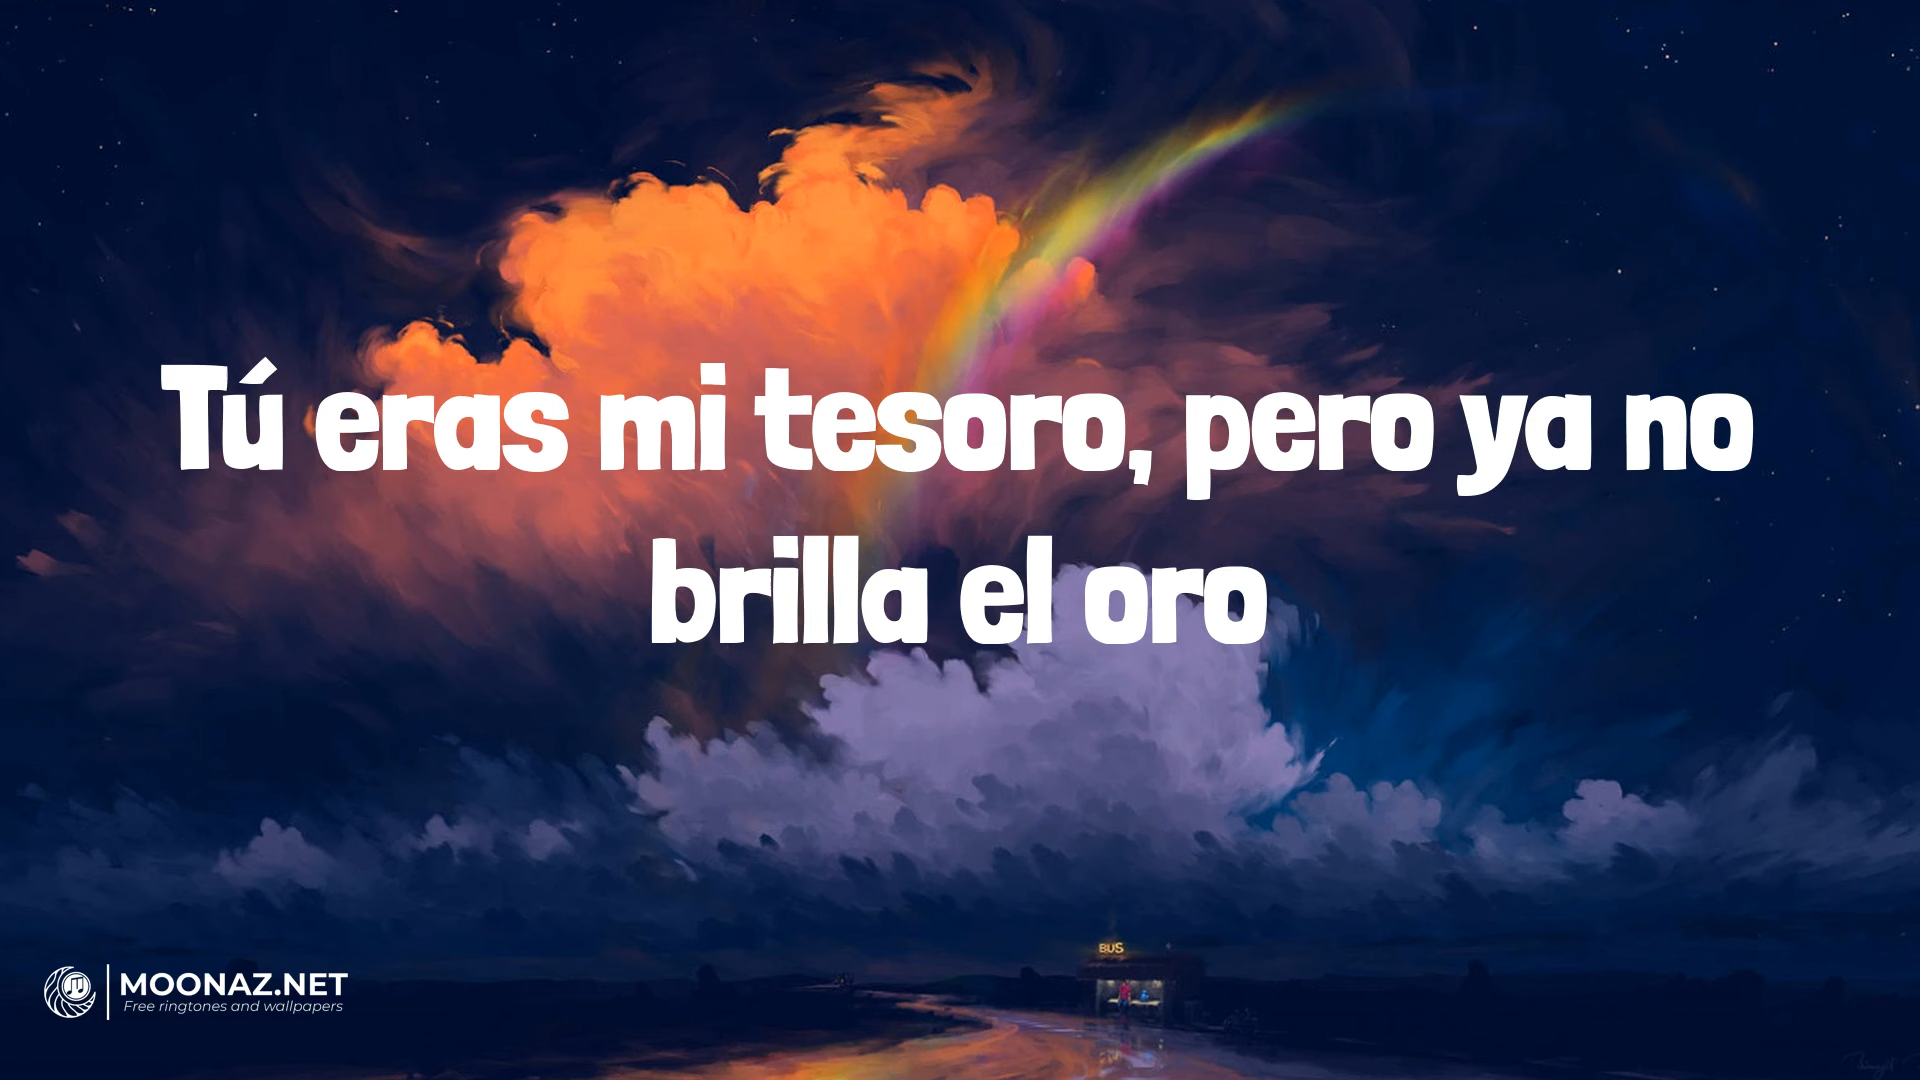 Tú eras mi tesoro, pero ya no
brilla el oro
BUS
MOONAZ.NET
Free ringtones and wallpapers